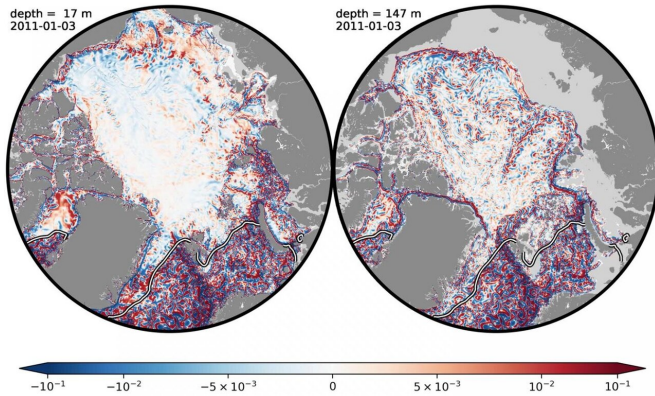 depth = 17 m
2011-01-03
depth = 147 m
2011-01-03
−10⁻¹
−10⁻²
−5 × 10⁻³
0
5 × 10⁻³
10⁻²
10⁻¹